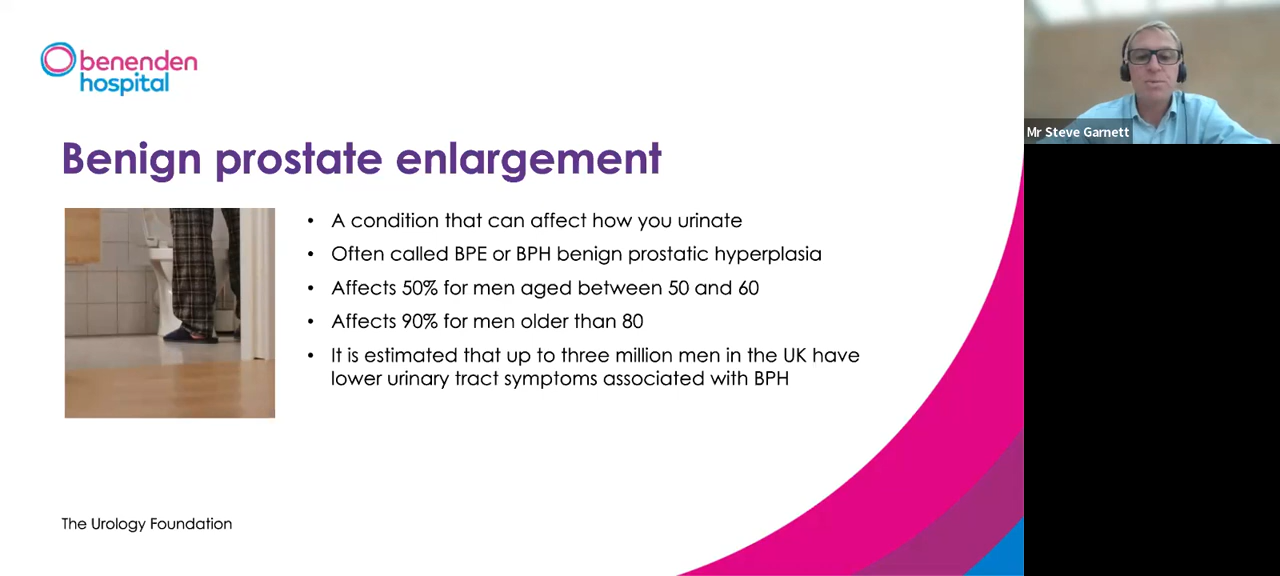 benenden
hospital
Benign prostate enlargement
• A condition that can affect how you urinate
• Often called BPE or BPH benign prostatic hyperplasia
• Affects 50% for men aged between 50 and 60
• Affects 90% for men older than 80
• It is estimated that up to three million men in the UK have
lower urinary tract symptoms associated with BPH
The Urology Foundation
Mr Steve Garnett